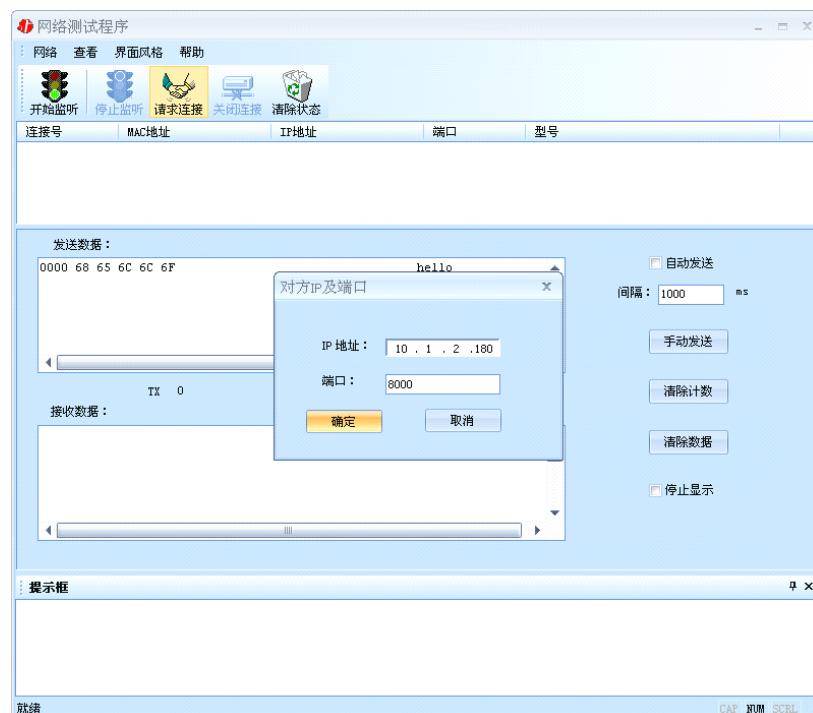 网络测试程序
网络 查看 界面风格 帮助
开始监听 停止监听 请求连接 关闭连接 清除状态
连接号 MAC地址 IP地址 端口 型号
发送数据：
0000 68 65 6C 6C 6F hello
自动发送
间隔： 1000 ms
对方IP及端口
IP地址： 10 . 1 . 2 .180
端口： 8000
确定 取消
手动发送
TX 0
清除计数
接收数据：
清除数据
停止显示
提示框
就绪
CAP NUM SCRL